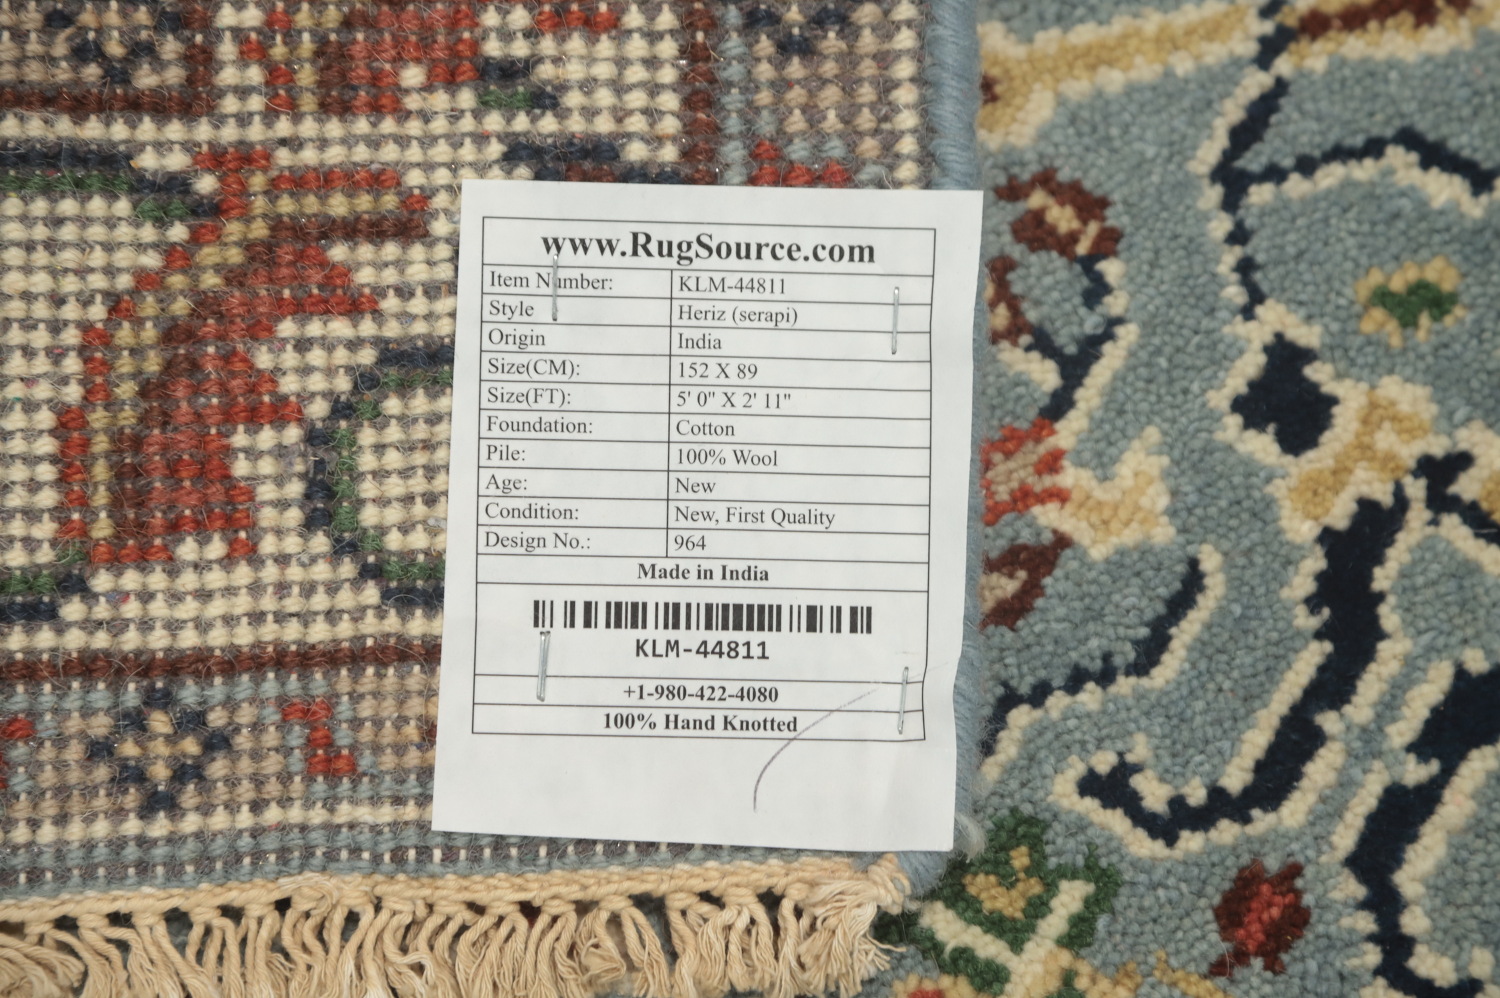 www.RugSource.com
Item Number: KLM-44811
Style Heriz (serapi)
Origin India
Size(CM): 152 X 89
Size(FT): 5' 0" X 2' 11"
Foundation: Cotton
Pile: 100% Wool
Age: New
Condition: New, First Quality
Design No.: 964
Made in India
KLM-44811
+1-980-422-4080
100% Hand Knotted